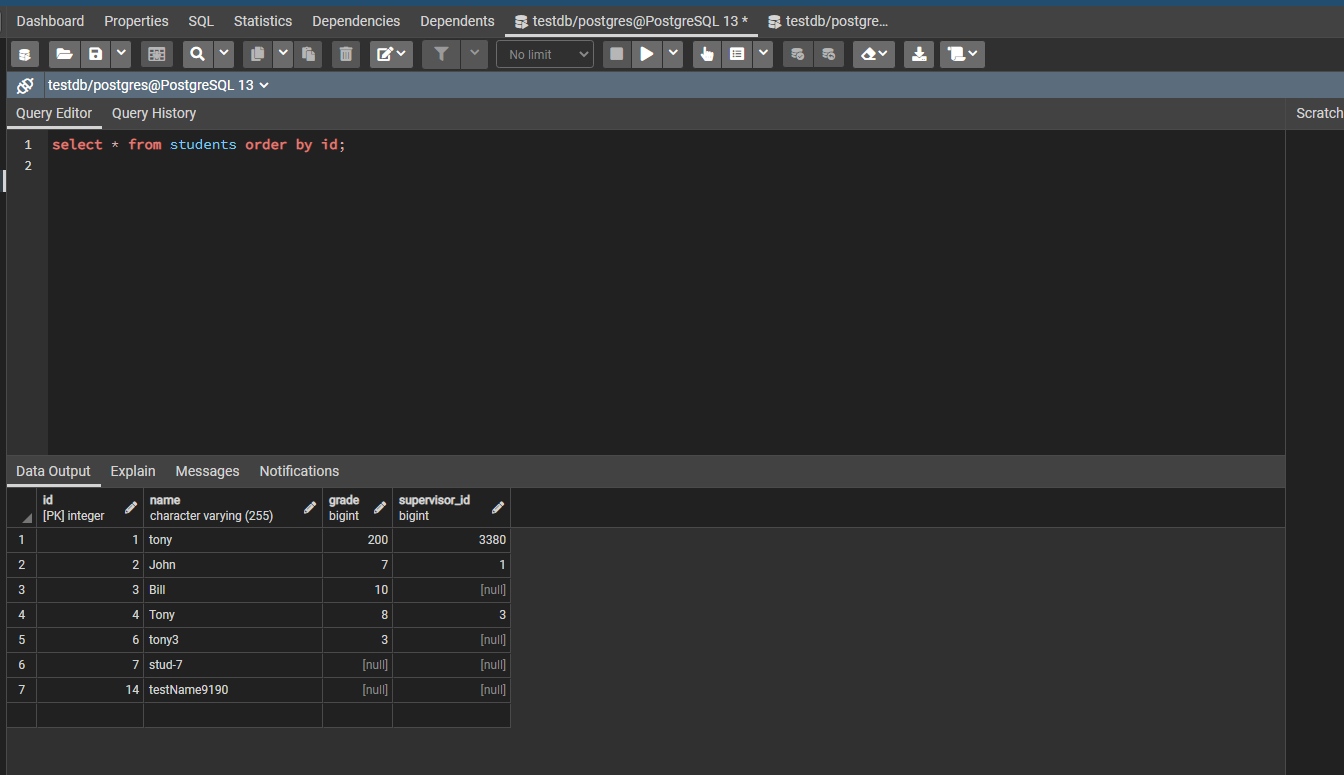 Dashboard Properties SQL Statistics Dependencies Dependents testdb/postgres@PostgreSQL 13 * testdb/postgre...
No limit
testdb/postgres@PostgreSQL 13
Query Editor Query History Scratch
1 select * from students order by id;
2
Data Output Explain Messages Notifications
id name grade supervisor_id
[PK] integer character varying (255) bigint bigint
1 1 tony 200 3380
2 2 John 7 1
3 3 Bill 10 [null]
4 4 Tony 8 3
5 6 tony3 3 [null]
6 7 stud-7 [null] [null]
7 14 testName9190 [null] [null]